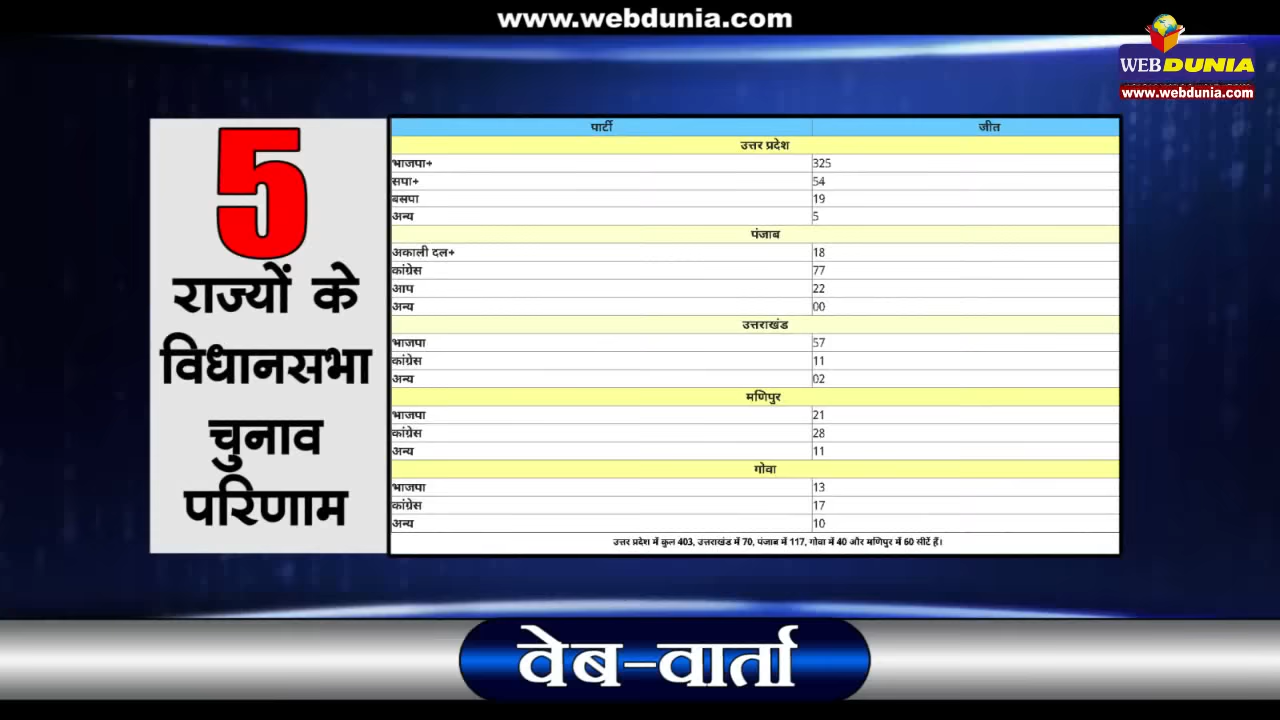 www.webdunia.com
WEBDUNIA
www.webdunia.com
5
राज्यों के
विधानसभा
चुनाव
परिणाम
पार्टी जीत
उत्तर प्रदेश
भाजपा+ 325
सपा+ 54
बसपा 19
अन्य 5
पंजाब
अकाली दल+ 18
कांग्रेस 77
आप 22
अन्य 00
उत्तराखंड
भाजपा 57
कांग्रेस 11
अन्य 02
मणिपुर
भाजपा 21
कांग्रेस 28
अन्य 11
गोवा
भाजपा 13
कांग्रेस 17
अन्य 10
उत्तर प्रदेश में कुल 403, उत्तराखंड में 70, पंजाब में 117, गोवा में 40 और मणिपुर में 60 सीटें हैं।
वेब-वार्ता